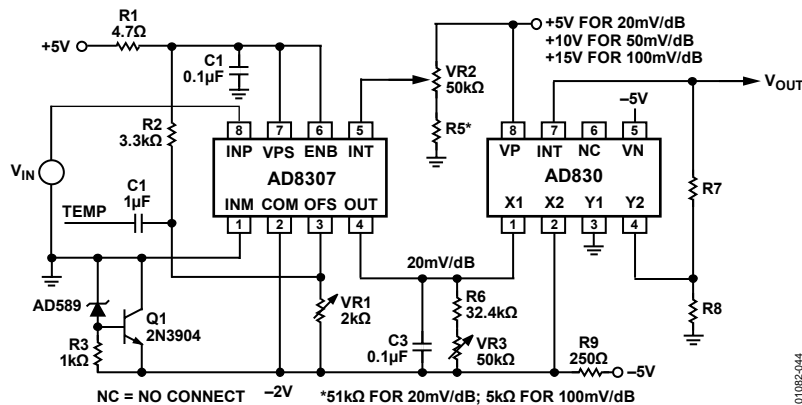 R1
4.7Ω
+5V
C1
0.1µF
R2
3.3kΩ
VIN
C1
1µF
TEMP
8 7 6 5
INP VPS ENB INT
AD8307
INM COM OFS OUT
1 2 3 4
VR2
50kΩ
R5*
+5V FOR 20mV/dB
+10V FOR 50mV/dB
+15V FOR 100mV/dB
VOUT
–5V
8 7 6 5
VP INT NC VN
AD830
X1 X2 Y1 Y2
1 2 3 4
R7
R8
20mV/dB
AD589
Q1
2N3904
R3
1kΩ
VR1
2kΩ
C3
0.1µF
R6
32.4kΩ
VR3
50kΩ
R9
250Ω
–5V
NC = NO CONNECT
–2V
*51kΩ FOR 20mV/dB; 5kΩ FOR 100mV/dB
01082-044